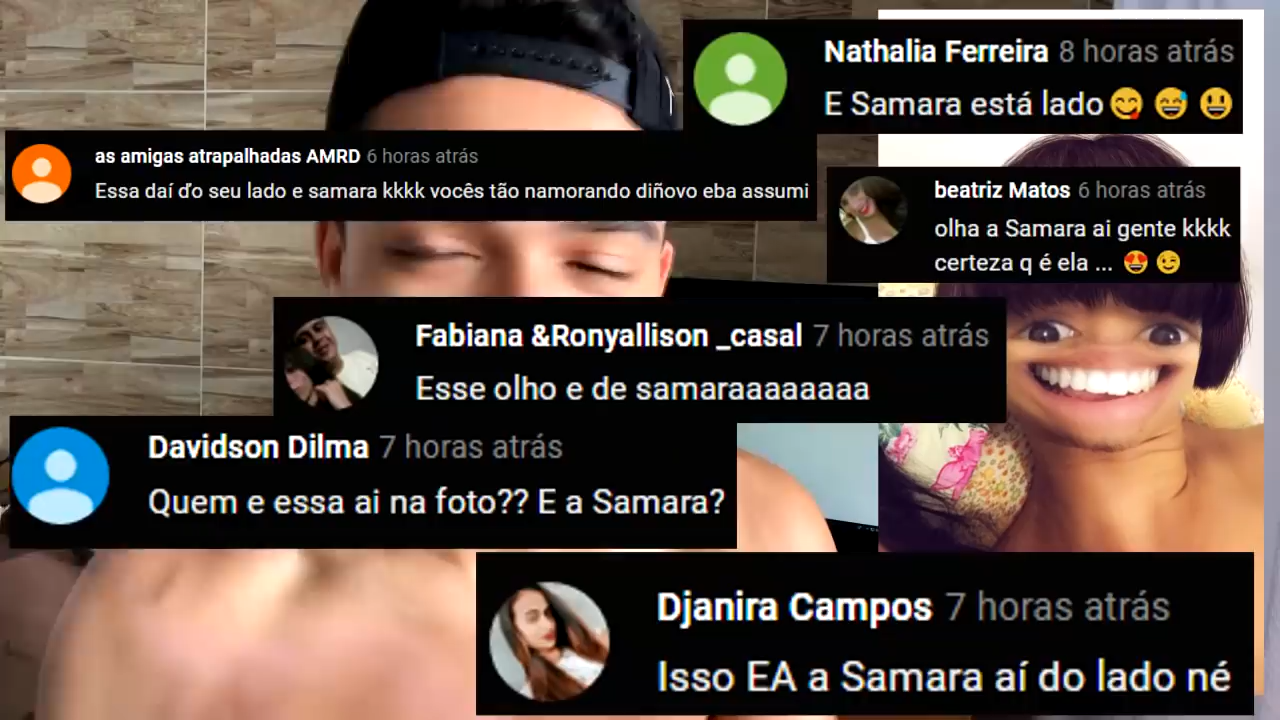 Nathalia Ferreira 8 horas atrás
E Samara está lado😋 😅 😃
as amigas atrapalhadas AMRD 6 horas atrás
Essa daí ďo seu lado e samara kkkk vocês tão namorando diñovo eba assumi
beatriz Matos 6 horas atrás
olha a Samara ai gente kkkk
certeza q é ela ... 😍 😉
Fabiana &Ronyallison _casal 7 horas atrás
Esse olho e de samaraaaaaaaa
Davidson Dilma 7 horas atrás
Quem e essa ai na foto?? E a Samara?
Djanira Campos 7 horas atrás
Isso EA a Samara aí do lado né